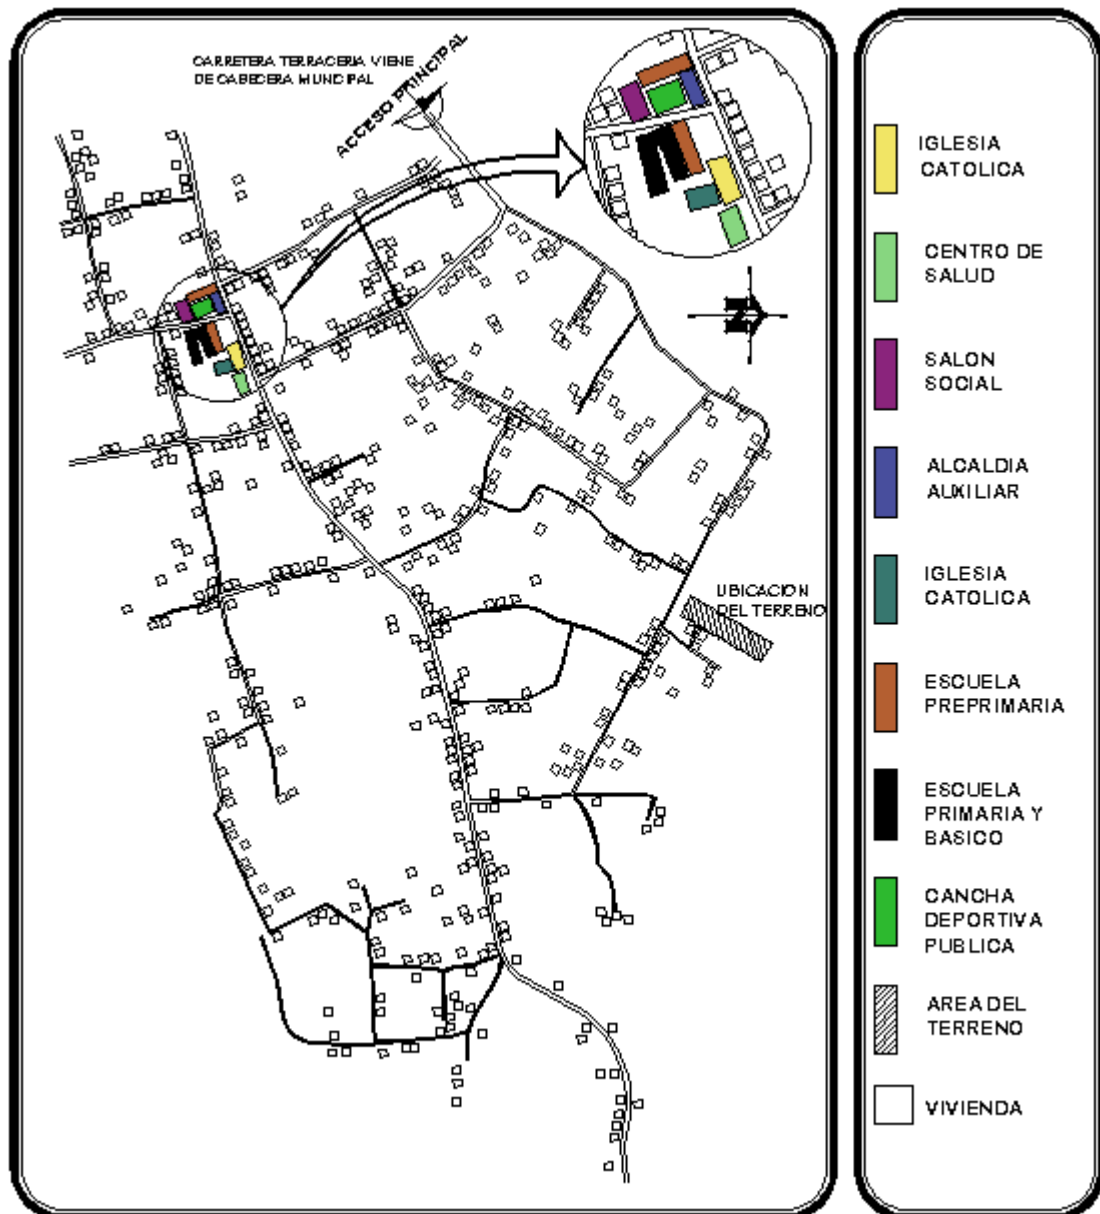 CARRETERA TERRACERIA VIENE
DE CABECERA MUNCIPAL
ACCESO PRINCIPAL
N
UBICACION
DEL TERRENO
IGLESIA
CATOLICA
CENTRO DE
SALUD
SALON
SOCIAL
ALCALDIA
AUXILIAR
IGLESIA
CATOLICA
ESCUELA
PREPRIMARIA
ESCUELA
PRIMARIA Y
BASICO
CANCHA
DEPORTIVA
PUBLICA
AREA DEL
TERRENO
VIVIENDA